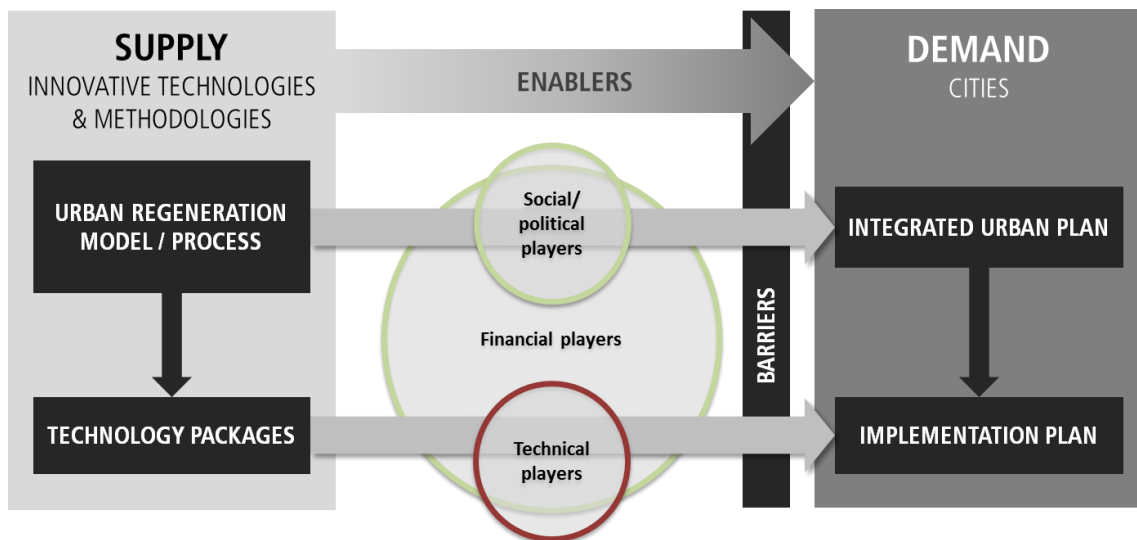 SUPPLY
INNOVATIVE TECHNOLOGIES
& METHODOLOGIES
URBAN REGENERATION
MODEL / PROCESS
TECHNOLOGY PACKAGES
ENABLERS
Social/
political
players
Financial players
Technical
players
BARRIERS
DEMAND
CITIES
INTEGRATED URBAN PLAN
IMPLEMENTATION PLAN